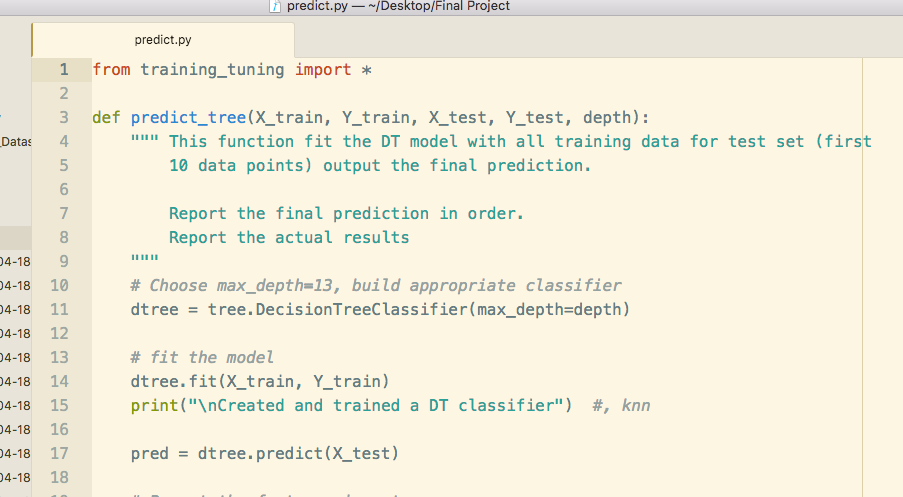 predict.py — ~/Desktop/Final Project
predict.py
1 from training_tuning import *
2
3 def predict_tree(X_train, Y_train, X_test, Y_test, depth):
_Datas
4 """ This function fit the DT model with all training data for test set (first
5 10 data points) output the final prediction.
6
7 Report the final prediction in order.
8 Report the actual results
04-18
9 """
04-18
10 # Choose max_depth=13, build appropriate classifier
04-18
11 dtree = tree.DecisionTreeClassifier(max_depth=depth)
04-18
12
04-18
13 # fit the model
04-18
14 dtree.fit(X_train, Y_train)
04-18
15 print("\nCreated and trained a DT classifier")  #, knn
04-18
16
04-18
17 pred = dtree.predict(X_test)
04-18
18